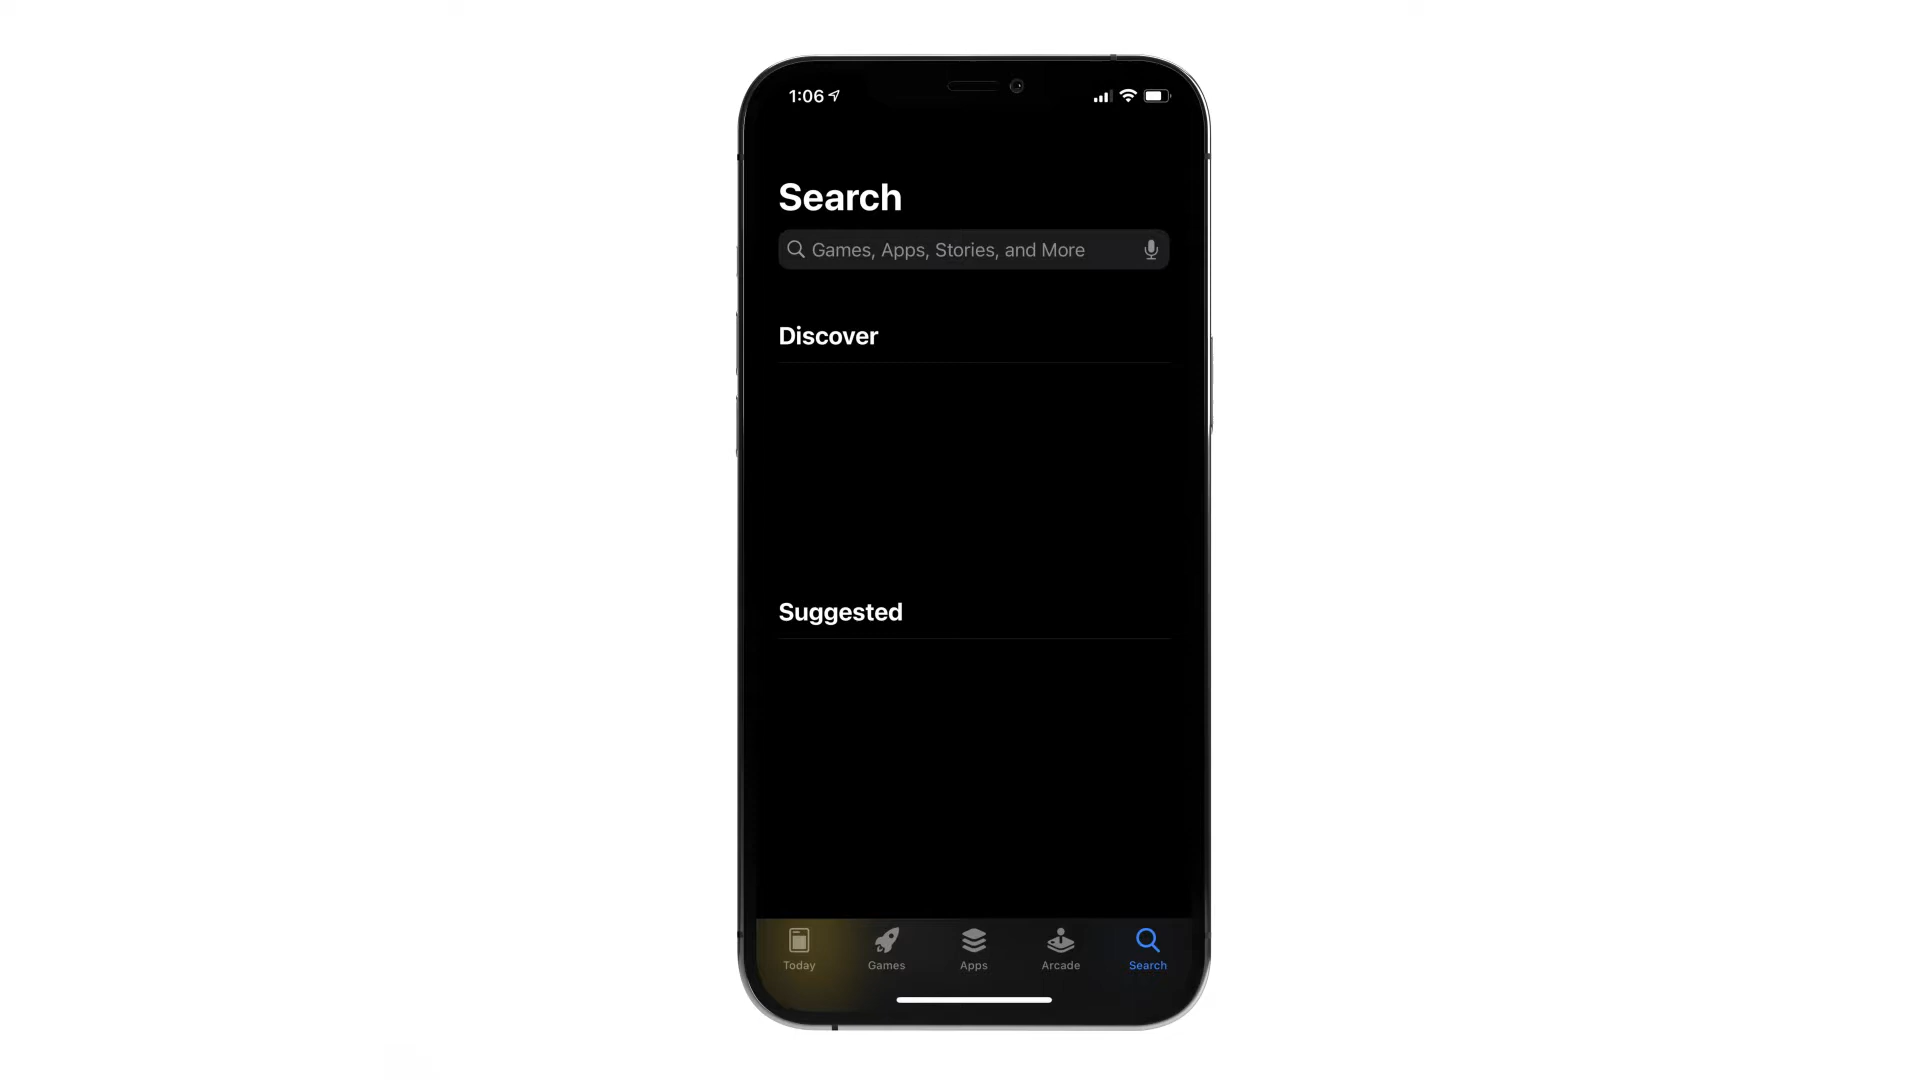 1:06
Search
Games, Apps, Stories, and More
Discover
Suggested
Today Games Apps Arcade Search